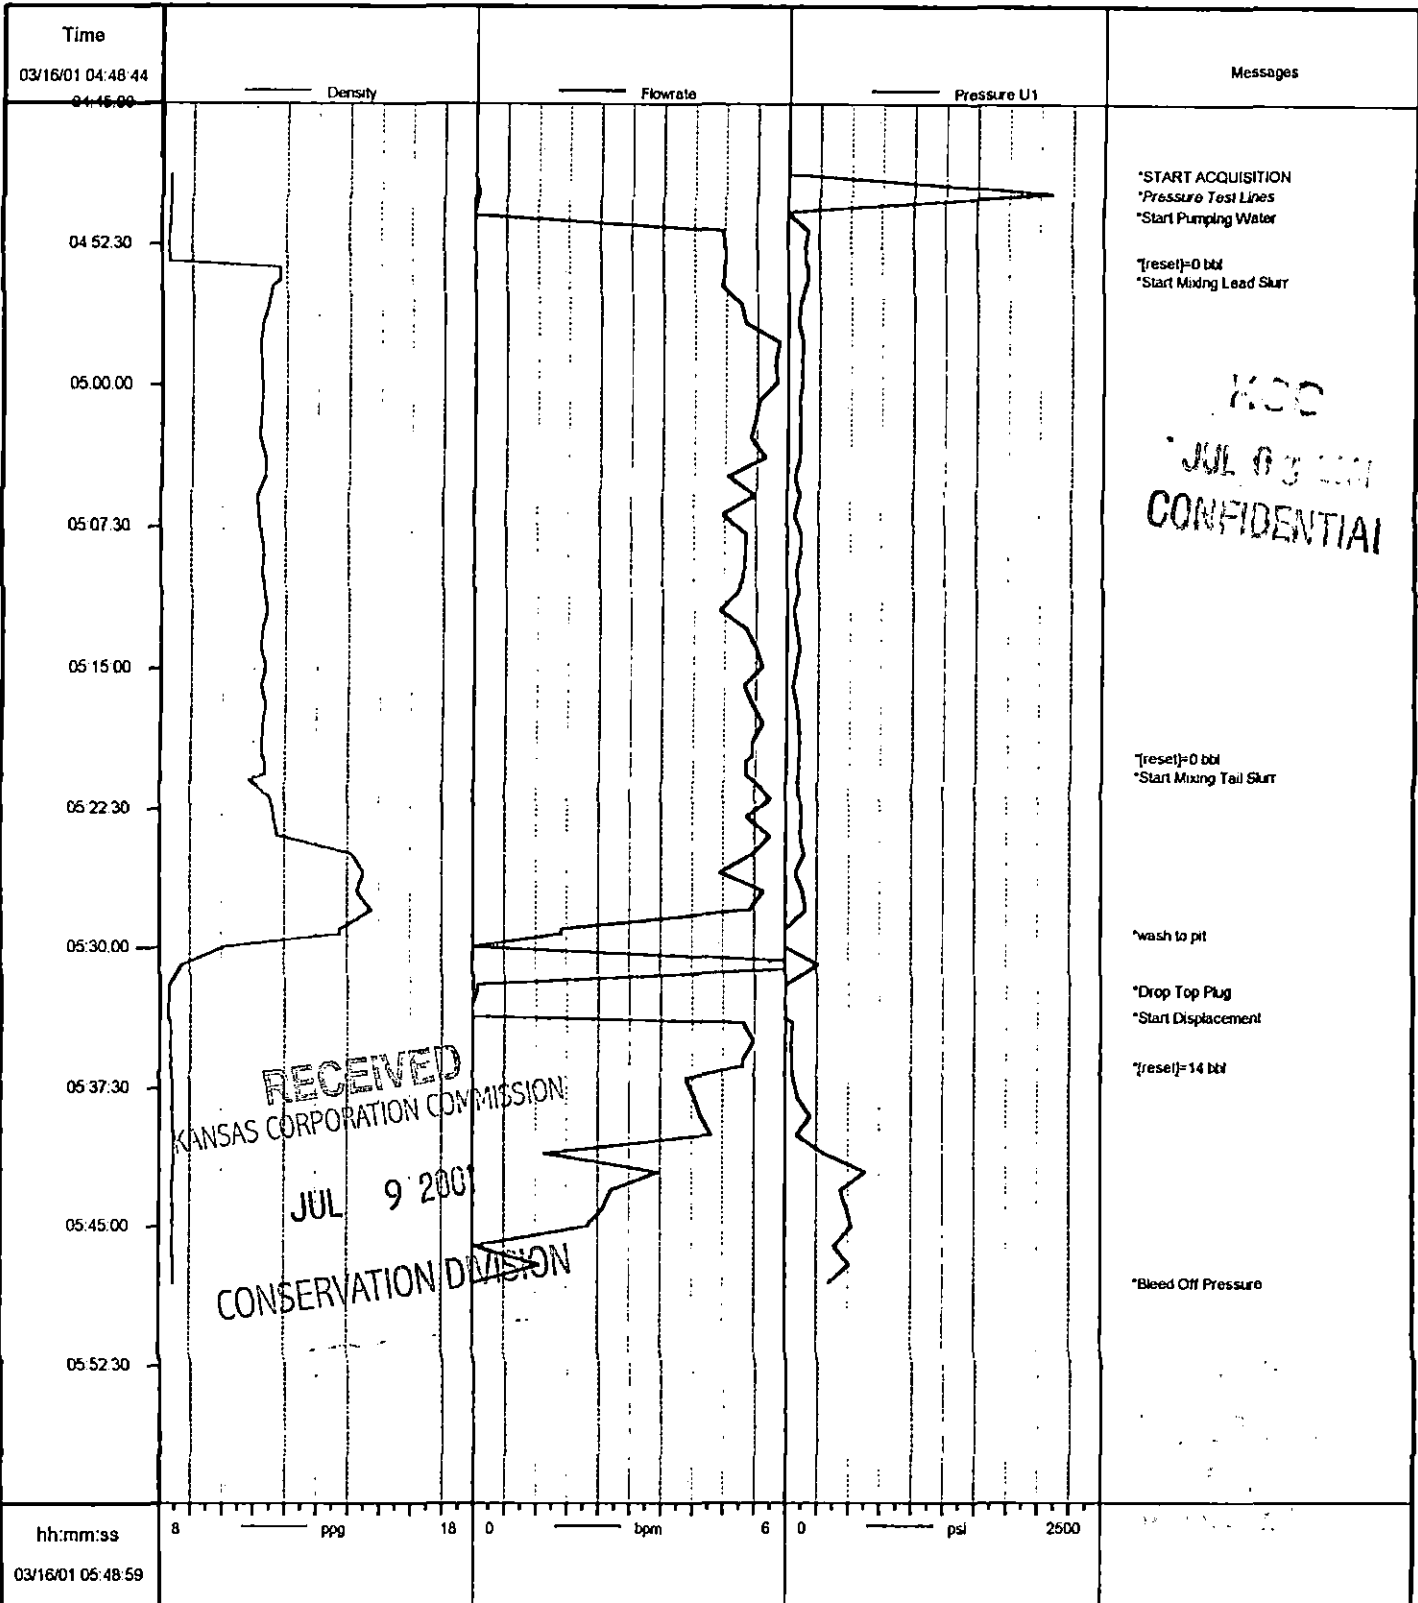 Time
03/16/01 04:48:44
04:45:00
Density
Flowrate
Pressure U1
Messages
*START ACQUISITION
*Pressure Test Lines
*Start Pumping Water
04:52:30
*[reset]=0 bbl
*Start Mixing Lead Slurr
05:00:00
KCC
JUL 03
CONFIDENTIAL
05:07:30
05:15:00
*[reset]=0 bbl
*Start Mixing Tail Slurr
05:22:30
05:30:00
*wash to pit
*Drop Top Plug
*Start Displacement
*[reset]=14 bbl
05:37:30
RECEIVED
KANSAS CORPORATION COMMISSION
JUL 9 2001
CONSERVATION DIVISION
05:45:00
*Bleed Off Pressure
05:52:30
8 ppg 18 0 bpm 6 0 psi 2500
hh:mm:ss
03/16/01 05:48:59